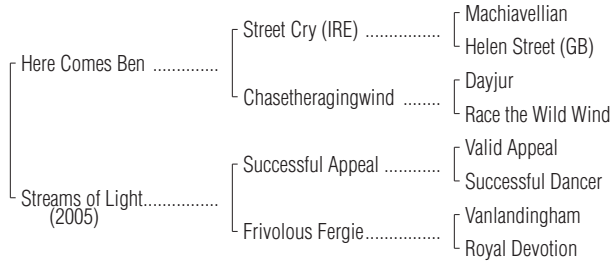 Machiavellian
Street Cry (IRE) ................
Helen Street (GB)
Here Comes Ben ..............
Dayjur
Chasetheragingwind ........
Race the Wild Wind
Valid Appeal
Successful Appeal .............
Successful Dancer
Streams of Light................
(2005)
Vanlandingham
Frivolous Fergie................
Royal Devotion